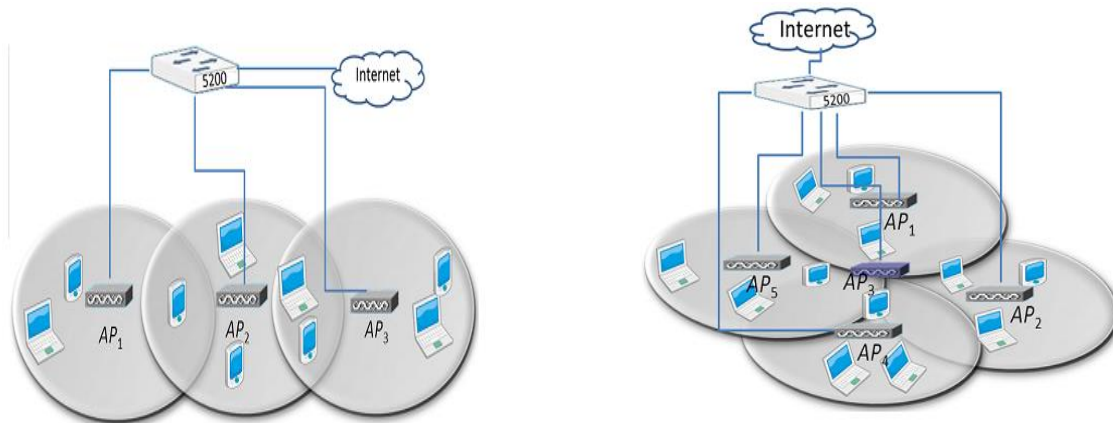 5200
Internet
AP₁
AP₂
AP₃
Internet
5200
AP₁
AP₅
AP₃
AP₂
AP₄